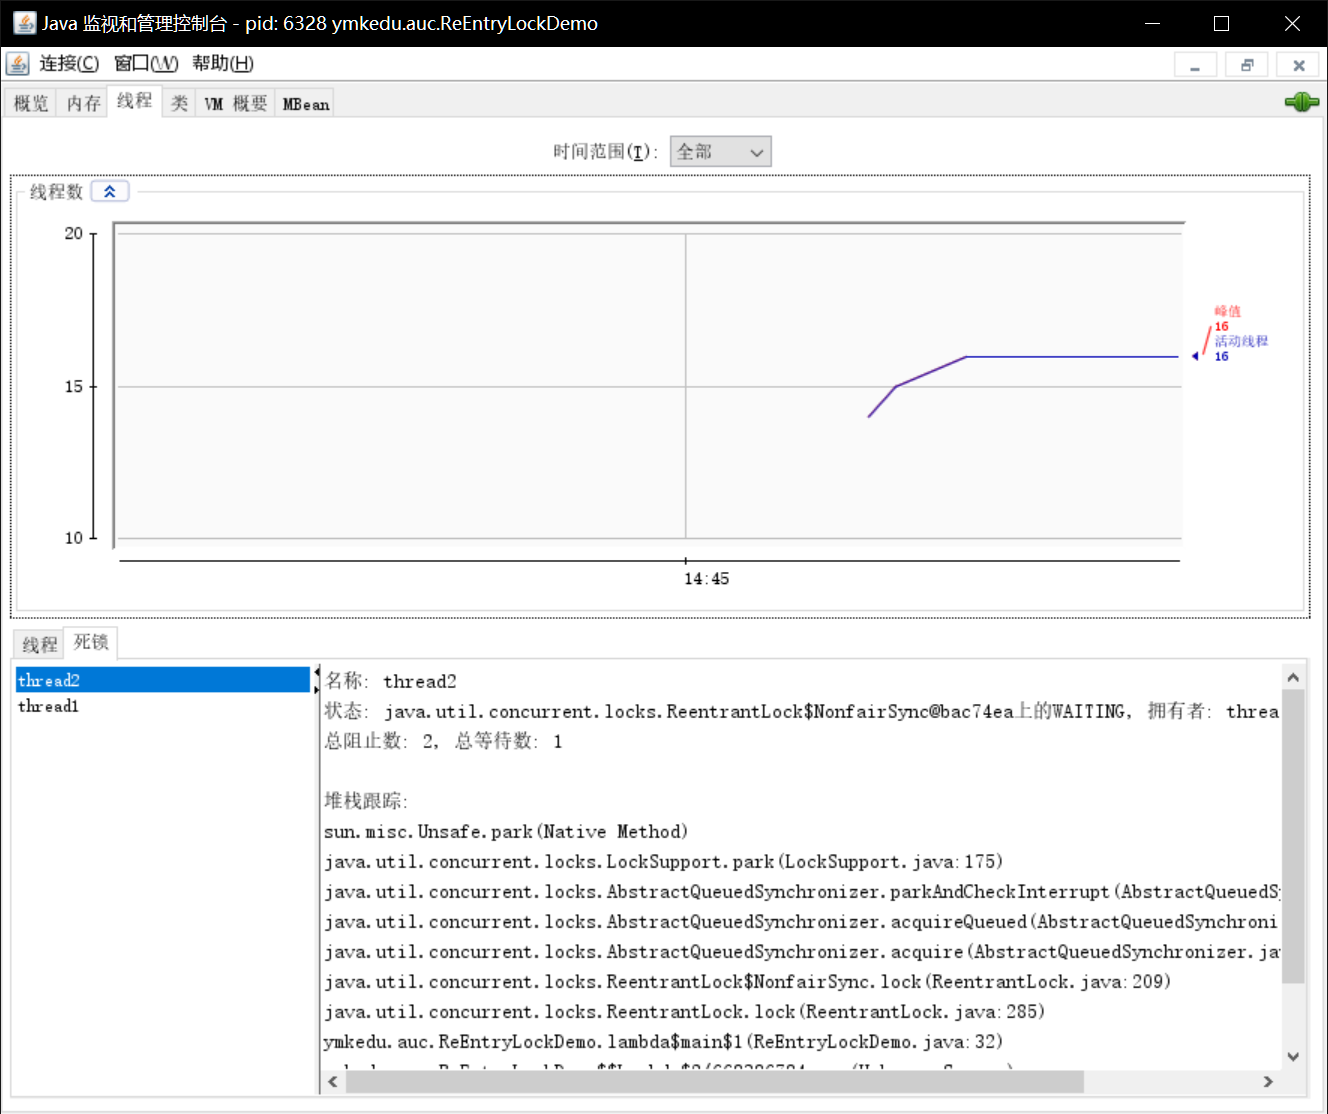 Java 监视和管理控制台 - pid: 6328 ymkedu.auc.ReEntryLockDemo
连接(C) 窗口(W) 帮助(H)
概览 内存 线程 类 VM 概要 MBean
时间范围(T): 全部
线程数
20
15
10
14:45
峰值
16
活动线程
16
线程 死锁
thread2
thread1
名称: thread2
状态: java.util.concurrent.locks.ReentrantLock$NonfairSync@bac74ea上的WAITING, 拥有者: threa
总阻止数: 2, 总等待数: 1
堆栈跟踪:
sun.misc.Unsafe.park(Native Method)
java.util.concurrent.locks.LockSupport.park(LockSupport.java:175)
java.util.concurrent.locks.AbstractQueuedSynchronizer.parkAndCheckInterrupt(AbstractQueuedSy
java.util.concurrent.locks.AbstractQueuedSynchronizer.acquireQueued(AbstractQueuedSynchroni
java.util.concurrent.locks.AbstractQueuedSynchronizer.acquire(AbstractQueuedSynchronizer.ja
java.util.concurrent.locks.ReentrantLock$NonfairSync.lock(ReentrantLock.java:209)
java.util.concurrent.locks.ReentrantLock.lock(ReentrantLock.java:285)
ymkedu.auc.ReEntryLockDemo.lambda$main$1(ReEntryLockDemo.java:32)